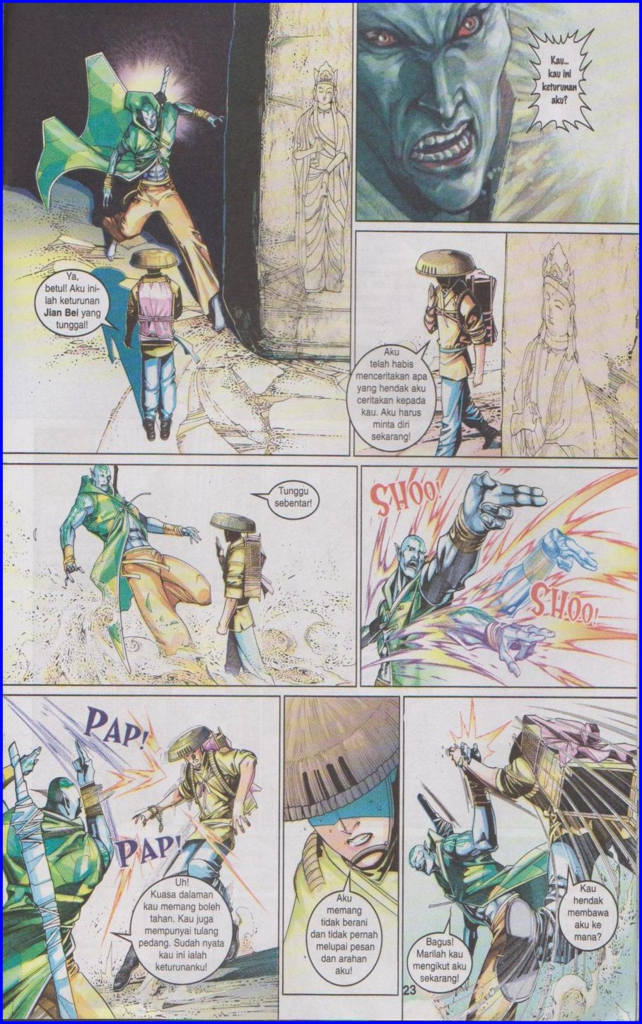 Ya,
betul! Aku ini-
lah keturunan
Jian Bei yang
tunggal!
Kau...
kau ini
keturunan
aku?
Aku
telah habis
menceritakan apa
yang hendak aku
ceritakan kepada
kau. Aku harus
minta diri
sekarang!
Tunggu
sebentar!
SHOO!
SHOO!
PAP!
PAP!
Uh!
Kuasa dalaman
kau memang boleh
tahan. Kau juga
mempunyai tulang
pedang. Sudah nyata
kau ini ialah
keturunanku!
Aku
memang
tidak berani
dan tidak pernah
melupai pesan
dan arahan
aku!
Bagus!
Marilah kau
mengikut aku
sekarang!
Kau
hendak
membawa
aku ke
mana?
23